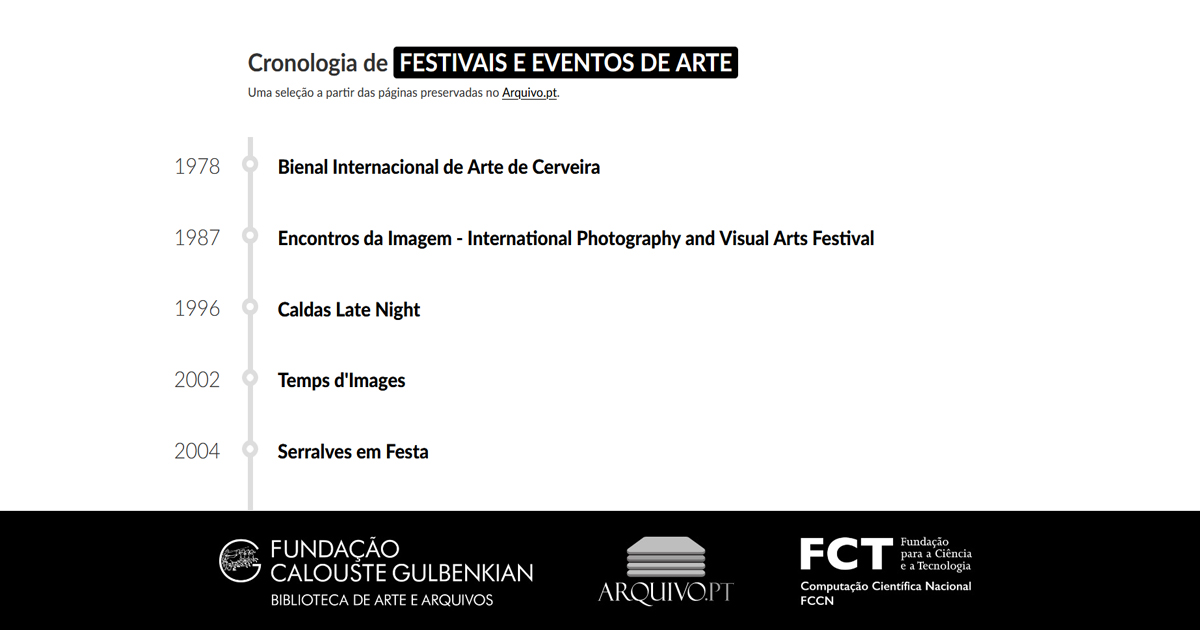 Cronologia de FESTIVAIS E EVENTOS DE ARTE
Uma seleção a partir das páginas preservadas no Arquivo.pt.
1978 Bienal Internacional de Arte de Cerveira
1987 Encontros da Imagem - International Photography and Visual Arts Festival
1996 Caldas Late Night
2002 Temps d'Images
2004 Serralves em Festa
FUNDAÇÃO
CALOUSTE GULBENKIAN
BIBLIOTECA DE ARTE E ARQUIVOS
ARQUIVO.PT
FCT
Fundação
para a Ciência
e a Tecnologia
Computação Científica Nacional
FCCN